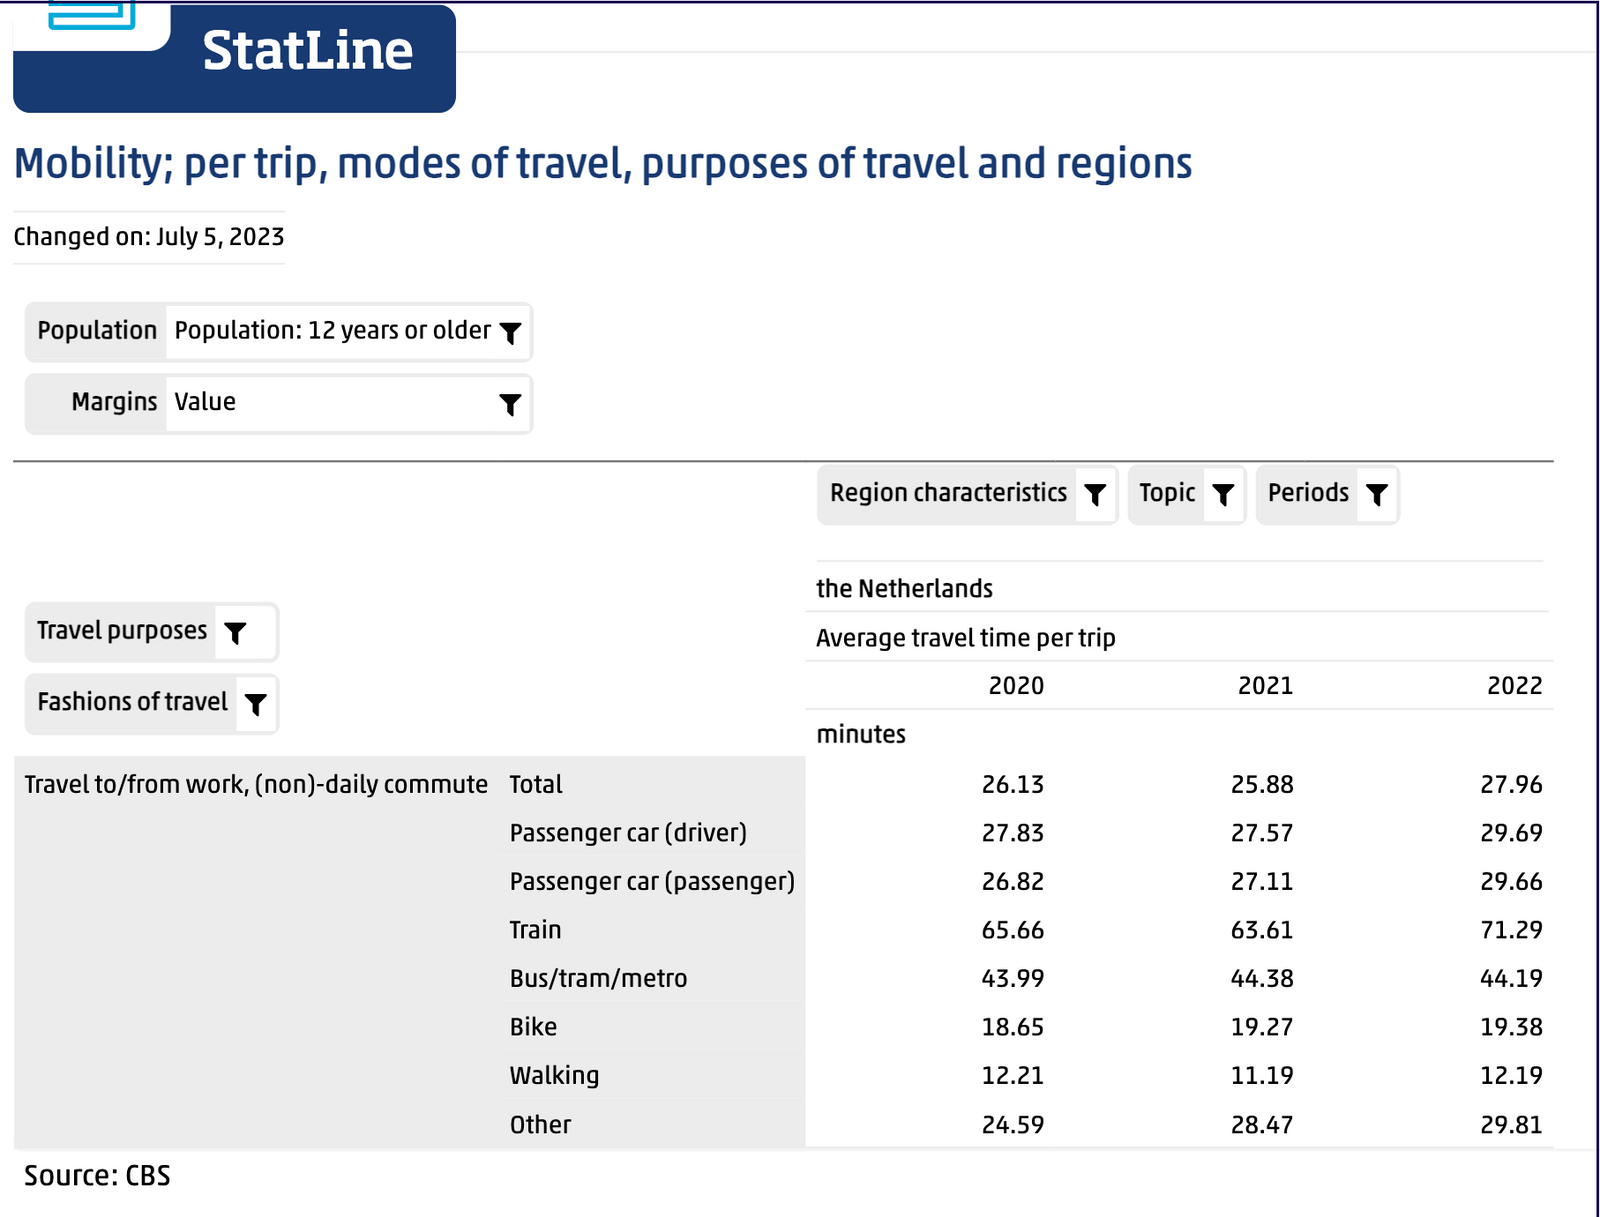 StatLine
Mobility; per trip, modes of travel, purposes of travel and regions
Changed on: July 5, 2023
Population Population: 12 years or older
Margins Value
Region characteristics Topic Periods
the Netherlands
Travel purposes
Average travel time per trip
Fashions of travel
2020 2021 2022
minutes
Travel to/from work, (non)-daily commute Total 26.13 25.88 27.96
Passenger car (driver) 27.83 27.57 29.69
Passenger car (passenger) 26.82 27.11 29.66
Train 65.66 63.61 71.29
Bus/tram/metro 43.99 44.38 44.19
Bike 18.65 19.27 19.38
Walking 12.21 11.19 12.19
Other 24.59 28.47 29.81
Source: CBS